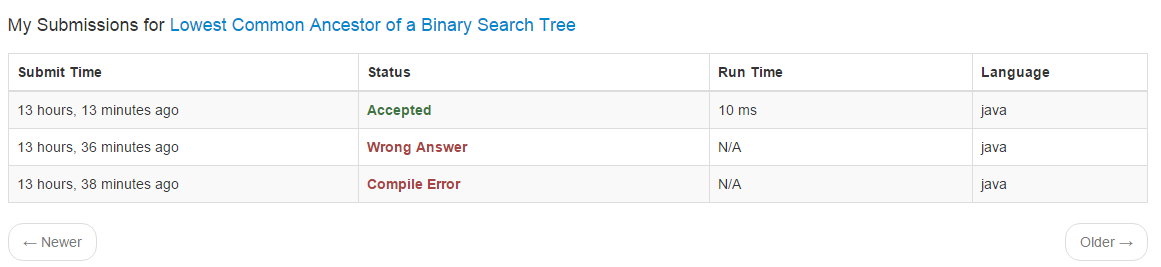 My Submissions for Lowest Common Ancestor of a Binary Search Tree
Submit Time Status Run Time Language
13 hours, 13 minutes ago Accepted 10 ms java
13 hours, 36 minutes ago Wrong Answer N/A java
13 hours, 38 minutes ago Compile Error N/A java
← Newer Older →